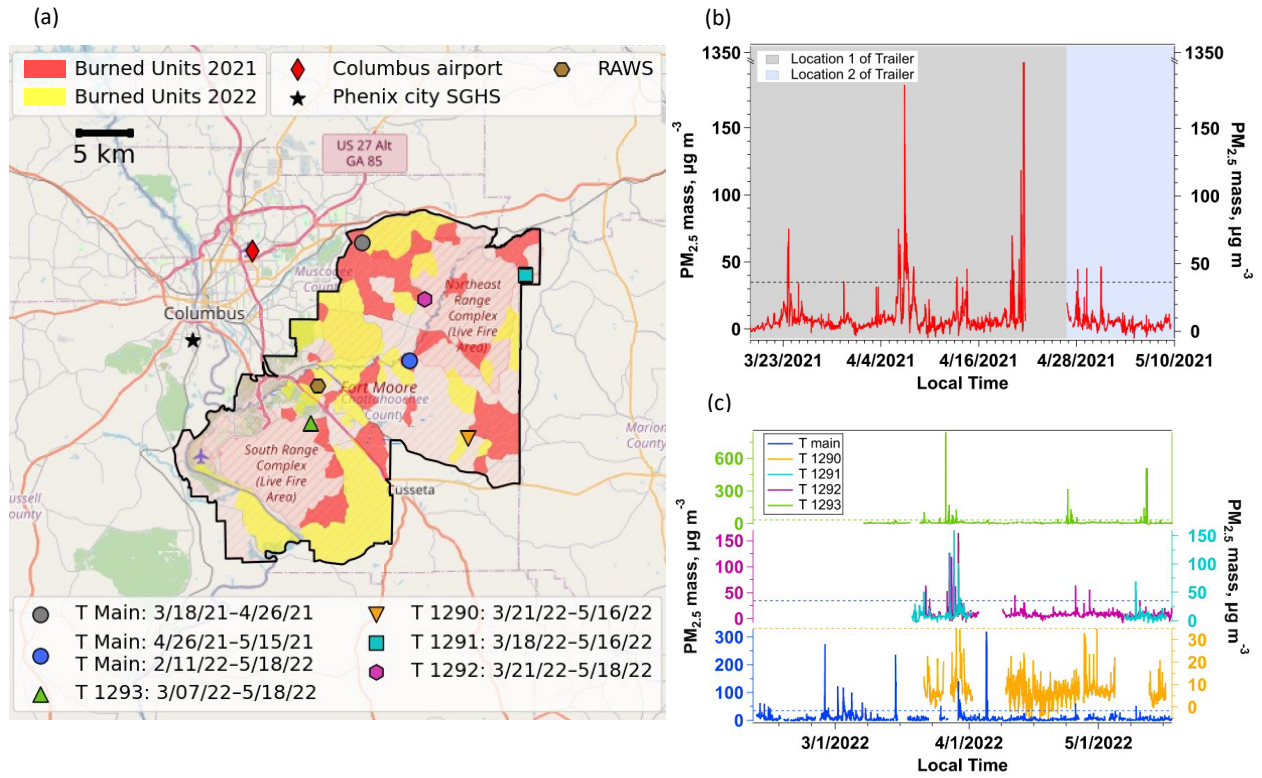 (a)
Burned Units 2021
Burned Units 2022
Columbus airport
RAWS
Phenix city SGHS
5 km
US 27 Alt
GA 85
Muscogee
County
Columbus
Northeast
Range
Complex
(Live Fire
Area)
Fort Moore
Chattahoochee
County
South Range
Complex
(Live Fire
Area)
Cusseta
Marion
County
Russell
County
T Main: 3/18/21–4/26/21
T Main: 4/26/21–5/15/21
T Main: 2/11/22–5/18/22
T 1293: 3/07/22–5/18/22
T 1290: 3/21/22–5/16/22
T 1291: 3/18/22–5/16/22
T 1292: 3/21/22–5/18/22
(b)
Location 1 of Trailer
Location 2 of Trailer
PM2.5 mass, µg m-3
1350
150
100
50
0
1350
150
100
50
0
PM2.5 mass, µg m-3
3/23/2021 4/4/2021 4/16/2021 4/28/2021 5/10/2021
Local Time
(c)
T main
T 1290
T 1291
T 1292
T 1293
PM2.5 mass, µg m-3
600
300
0
150
100
50
0
300
200
100
0
150
100
50
0
30
20
10
0
PM2.5 mass, µg m-3
3/1/2022 4/1/2022 5/1/2022
Local Time